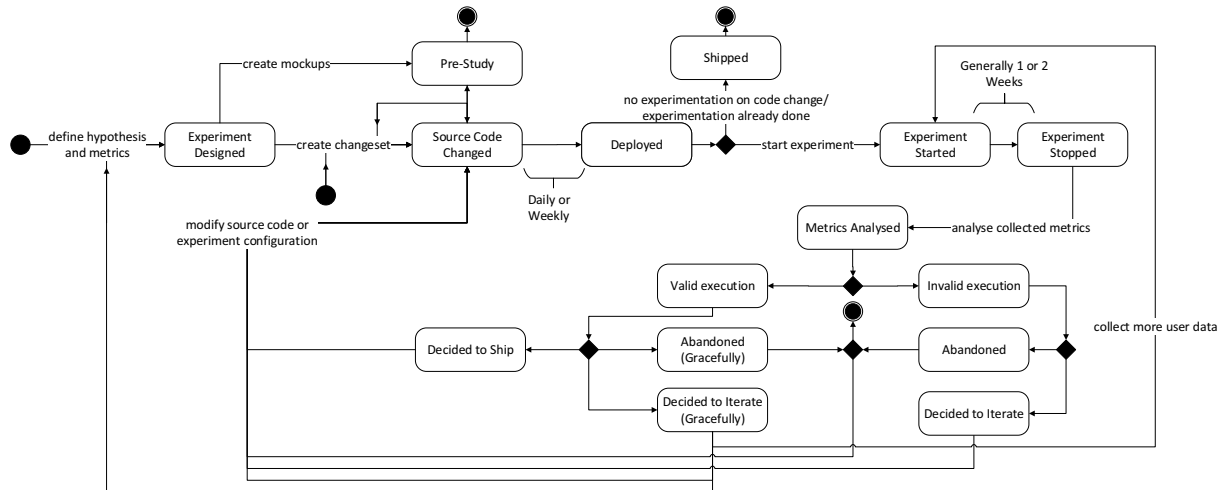 create mockups
Pre-Study
Shipped
Generally 1 or 2
Weeks
no experimentation on code change/
experimentation already done
define hypothesis
and metrics
Experiment
Designed
create changeset
Source Code
Changed
Deployed
start experiment
Experiment
Started
Experiment
Stopped
Daily or
Weekly
modify source code or
experiment configuration
Metrics Analysed
analyse collected metrics
Valid execution
Invalid execution
collect more user data
Decided to Ship
Abandoned
(Gracefully)
Abandoned
Decided to Iterate
(Gracefully)
Decided to Iterate